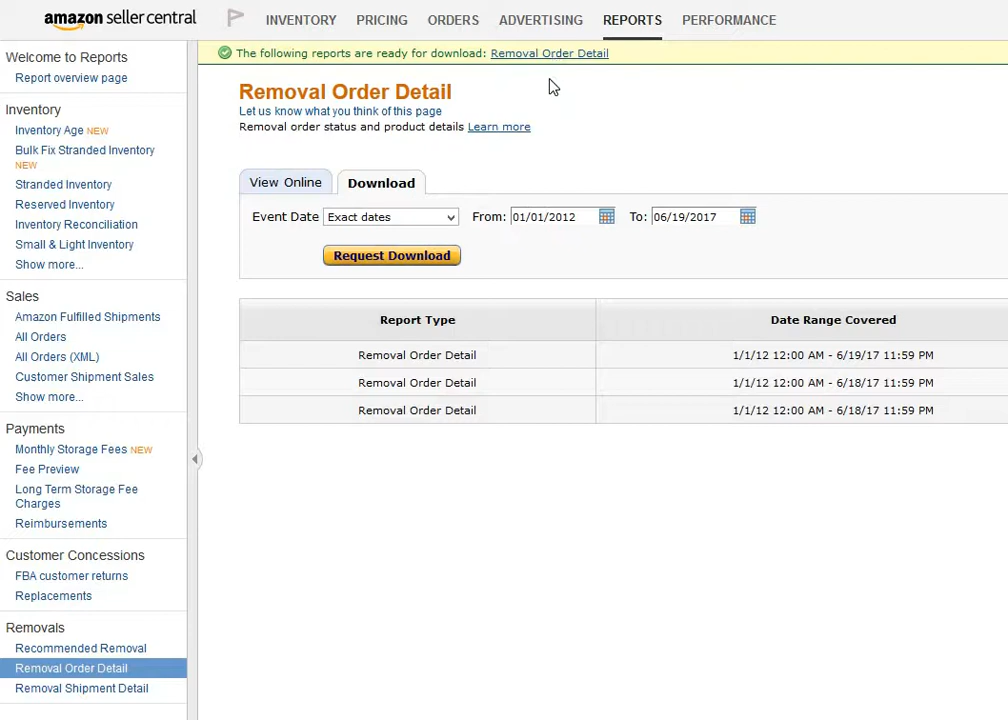 amazon seller central
INVENTORY PRICING ORDERS ADVERTISING REPORTS PERFORMANCE
Welcome to Reports
Report overview page
Inventory
Inventory Age NEW
Bulk Fix Stranded Inventory
NEW
Stranded Inventory
Reserved Inventory
Inventory Reconciliation
Small & Light Inventory
Show more...
Sales
Amazon Fulfilled Shipments
All Orders
All Orders (XML)
Customer Shipment Sales
Show more...
Payments
Monthly Storage Fees NEW
Fee Preview
Long Term Storage Fee
Charges
Reimbursements
Customer Concessions
FBA customer returns
Replacements
Removals
Recommended Removal
Removal Order Detail
Removal Shipment Detail
The following reports are ready for download: Removal Order Detail
Removal Order Detail
Let us know what you think of this page
Removal order status and product details Learn more
View Online Download
Event Date Exact dates From: 01/01/2012 To: 06/19/2017
Request Download
Report Type Date Range Covered
Removal Order Detail 1/1/12 12:00 AM - 6/19/17 11:59 PM
Removal Order Detail 1/1/12 12:00 AM - 6/18/17 11:59 PM
Removal Order Detail 1/1/12 12:00 AM - 6/18/17 11:59 PM